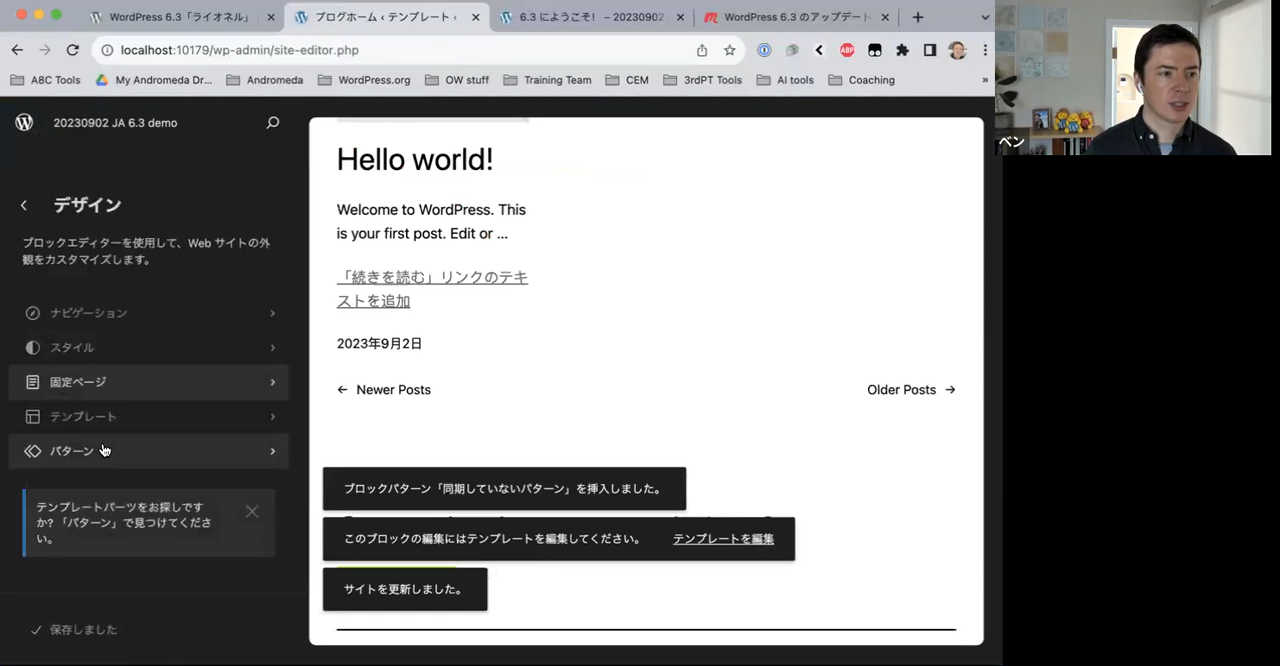 WordPress 6.3「ライオネル」
ブログホーム ‹ テンプレート ‹
6.3 にようこそ! – 20230902
WordPress 6.3 のアップデート
localhost:10179/wp-admin/site-editor.php
ABP
A8C Tools
My Andromeda Dr...
Andromeda
WordPress.org
OW stuff
Training Team
CEM
3rdPT Tools
AI tools
Coaching
»
20230902 JA 6.3 demo
デザイン
ブロックエディターを使用して、Web サイトの外
観をカスタマイズします。
ナビゲーション
スタイル
固定ページ
テンプレート
パターン
テンプレートパーツをお探しです
か? 「パターン」で見つけてくださ
い。
保存しました
Hello world!
Welcome to WordPress. This
is your first post. Edit or ...
「続きを読む」リンクのテキ
ストを追加
2023年9月2日
← Newer Posts
Older Posts →
ブロックパターン「同期していないパターン」を挿入しました。
このブロックの編集にはテンプレートを編集してください。 テンプレートを編集
サイトを更新しました。
ベン